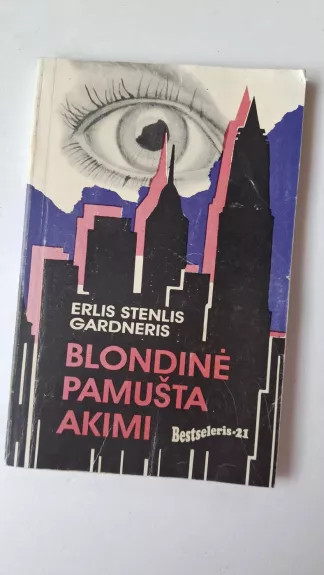 ERLIS STENLIS
GARDNERIS
BLONDINĖ
PAMUŠTA
AKIMI
Bestseleris-21